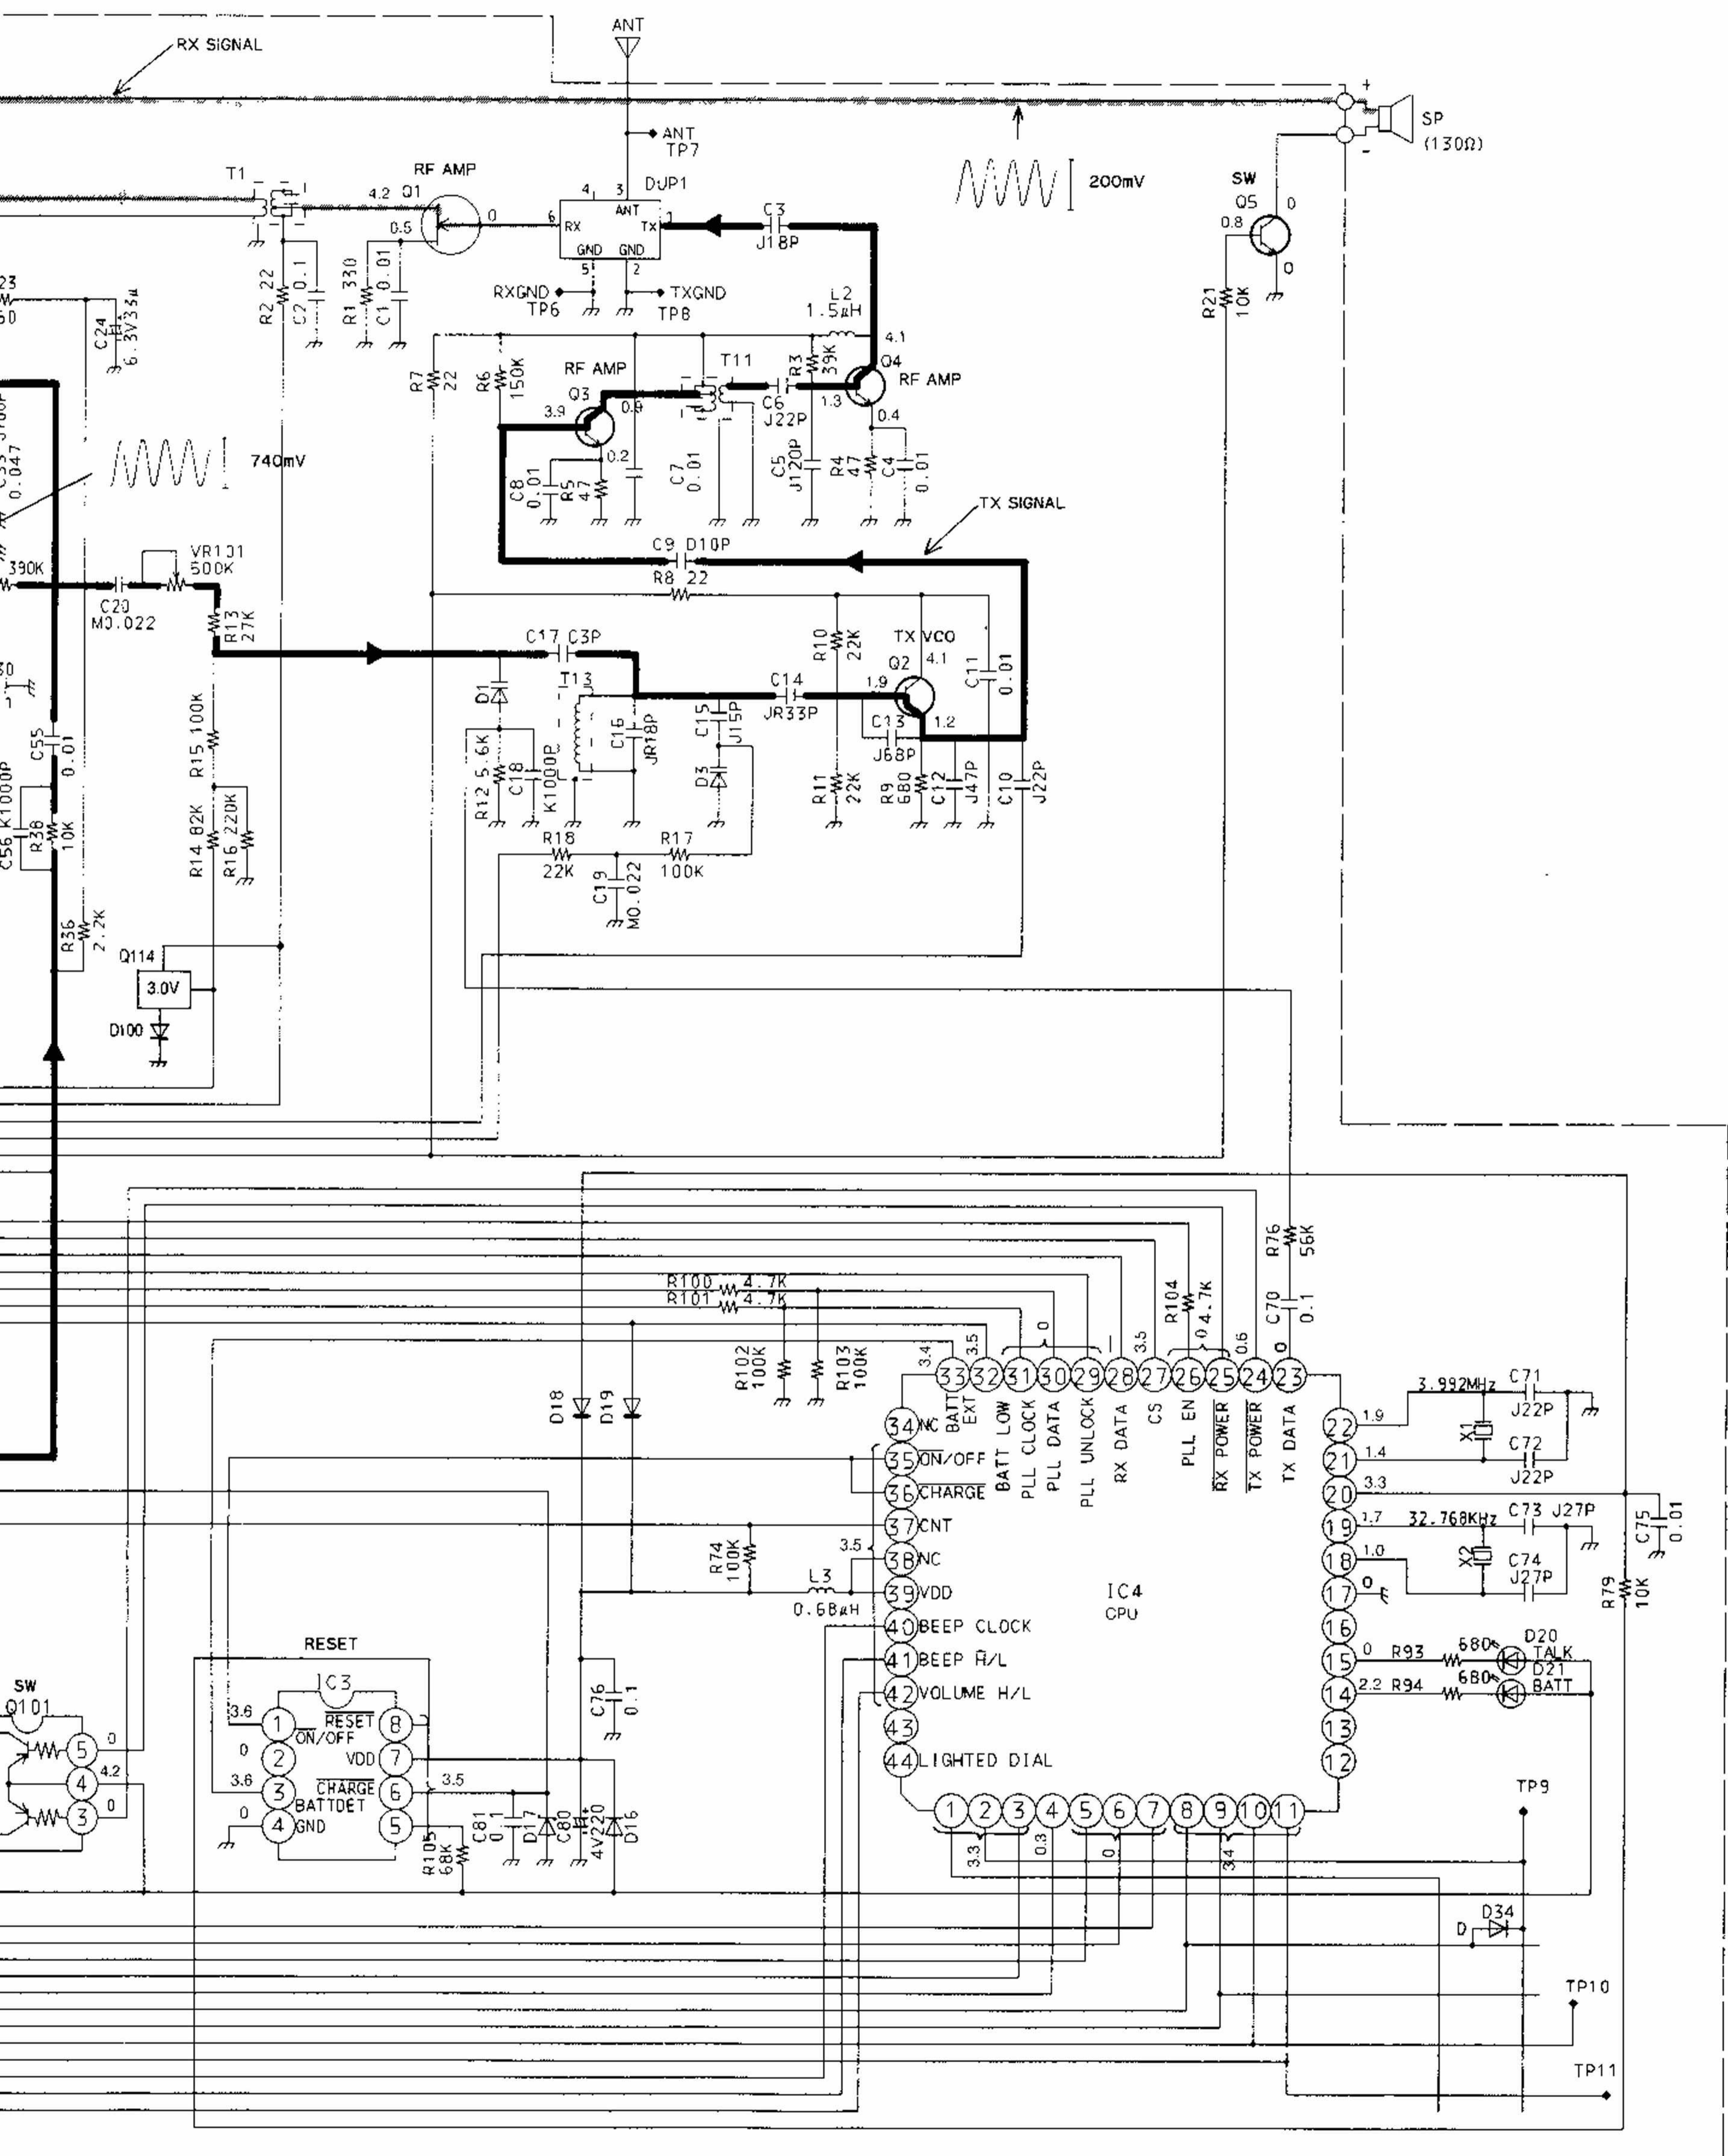 RX SIGNAL
ANT
ANT
TP7
+
SP
(130Ω)
-
200mV
T1
RF AMP
4.2 Q1
0.5
0
4 3 DUP1
ANT
6 RX Tx 1
GND GND
5 2
C3
J18P
SW
Q5
0
0.8
0
R21
10K
RXGND
TP6
TXGND
TP8
R2 22
C2 0.1
R1 330
C1 0.01
C24
6.3V33µ
L2
1.5µH
4.1
R7
22
R6
150K
RF AMP
Q3
3.9
0.9
T11
R3
39K
Q4
RF AMP
C6
J22P
1.3
0.4
0.2
C8
0.01
R5
47
C7
0.01
C5
J120P
R4
47
C4
0.01
740mV
0.047
TX SIGNAL
C9 D10P
R8 22
390K
C20
M0.022
VR101
500K
R13
27K
C17 C3P
R10
22K
TX VCO
Q2
4.1
C11
0.01
D1
T13
C14
JR33P
1.9
1.2
C16
JR18P
C15
J15P
C13
J68P
C55
0.01
R15 100K
R12 5.6K
C18
K1000P
D3
R11
22K
R9
680
C12
J47P
C10
J22P
C56 K1000P
R38
10K
R14 82K
R16 220K
R18
22K
R17
100K
C19
M0.022
R36
2.2K
Q114
3.0V
D100
R76
56K
C70
0.1
R100 4.7K
R101 4.7K
R104
4.7K
R102
100K
R103
100K
3.4
3.5
0
3.5
0
0.6
0
D18
D19
33 32 31 30 29 28 27 26 25 24 23
BATT EXT
BATT LOW
PLL CLOCK
PLL DATA
PLL UNLOCK
RX DATA
CS
PLL EN
RX POWER
TX POWER
TX DATA
34 NC
35 ON/OFF
36 CHARGE
37 CNT
38 NC
39 VDD
40 BEEP CLOCK
41 BEEP H/L
42 VOLUME H/L
43
44 LIGHTED DIAL
3.5
IC4
CPU
22 1.9
21 1.4
20 3.3
19 1.7
18 1.0
17 0
16
15 0
14 2.2
13
12
3.992MHz
X1
C71
J22P
C72
J22P
32.768KHz
X2
C73 J27P
C74
J27P
C75
0.01
R79
10K
R93 680
D20
TALK
R94 680
D21
BATT
R74
100K
L3
0.68µH
RESET
IC3
3.6
1 ON/OFF
RESET 8
0
2
VDD 7
3.6
3 BATTDET
CHARGE 6
3.5
0
4 GND
5
SW
Q101
5 0
4 4.2
3 0
C76
0.1
R105
68K
C81
0.1
D17
C80
4V220
D16
1 2 3 4 5 6 7 8 9 10 11
3.3
0.3
0
3.4
TP9
D
D34
TP10
TP11